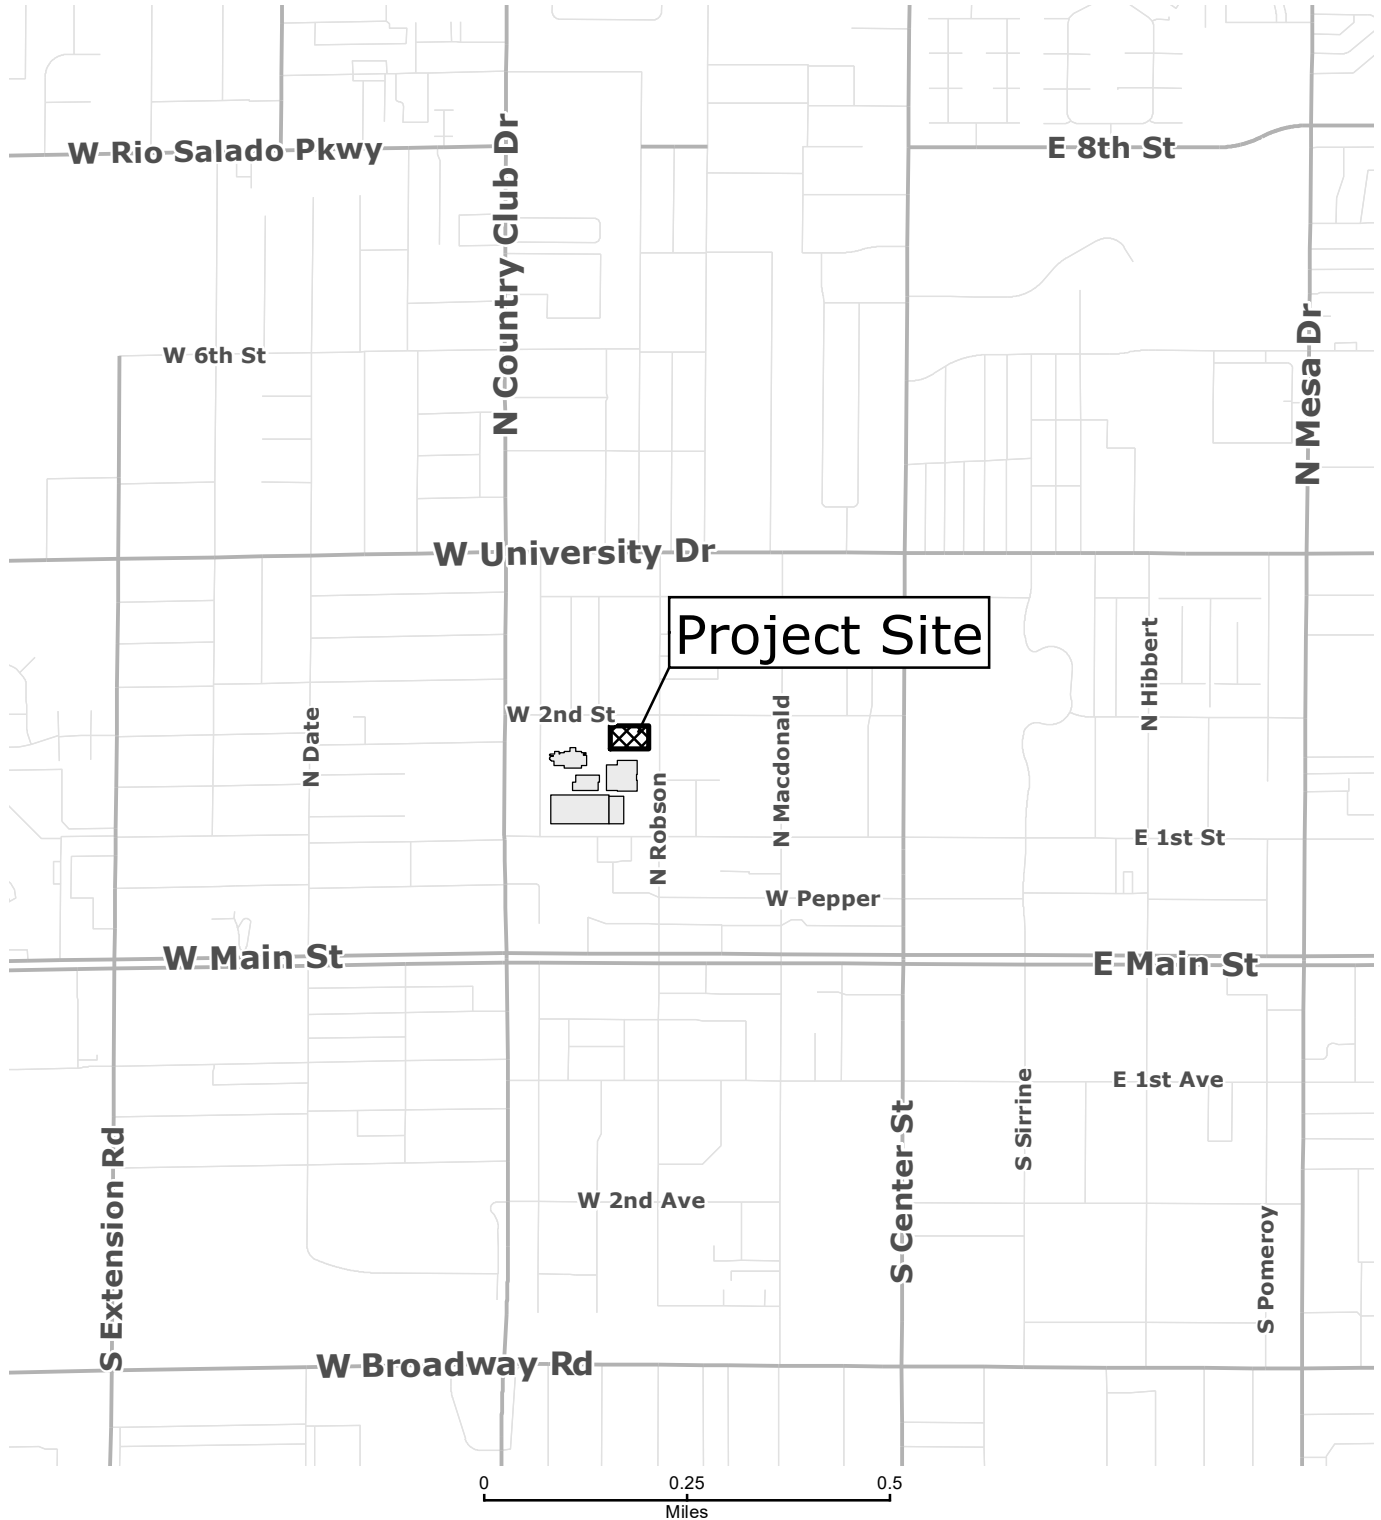 W Rio Salado Pkwy
E 8th St
N Country Club Dr
W 6th St
N Mesa Dr
W University Dr
Project Site
N Hibbert
W 2nd St
N Date
N Macdonald
N Robson
E 1st St
W Pepper
W Main St
E Main St
E 1st Ave
S Sirrine
S Extension Rd
S Center St
W 2nd Ave
S Pomeroy
W Broadway Rd
0 0.25 0.5
Miles